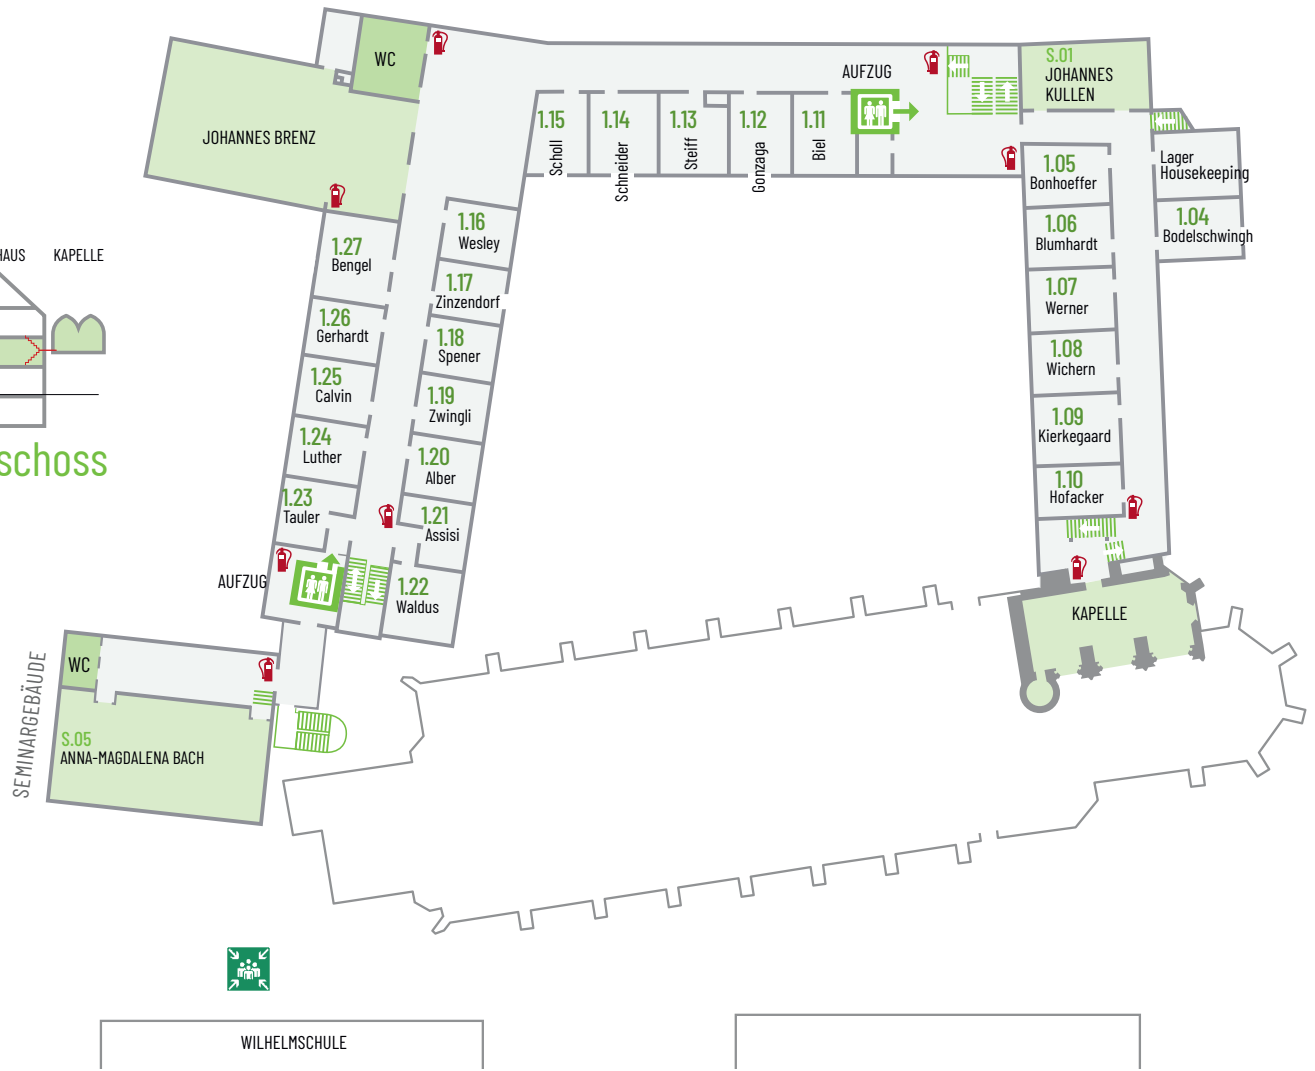 WC
JOHANNES BRENZ
AUFZUG
S.01
JOHANNES
KULLEN
1.15
Scholl
1.14
Schneider
1.13
Steiff
1.12
Gonzaga
1.11
Biel
1.05
Bonhoeffer
Lager
Housekeeping
1.04
Bodelschwingh
1.06
Blumhardt
1.07
Werner
1.08
Wichern
1.09
Kierkegaard
1.10
Hofacker
KAPELLE
1.16
Wesley
1.17
Zinzendorf
1.18
Spener
1.19
Zwingli
1.20
Alber
1.21
Assisi
1.22
Waldus
1.27
Bengel
1.26
Gerhardt
1.25
Calvin
1.24
Luther
1.23
Tauler
AUFZUG
HAUS
KAPELLE
schoss
SEMINARGEBÄUDE
WC
S.05
ANNA-MAGDALENA BACH
WILHELMSCHULE